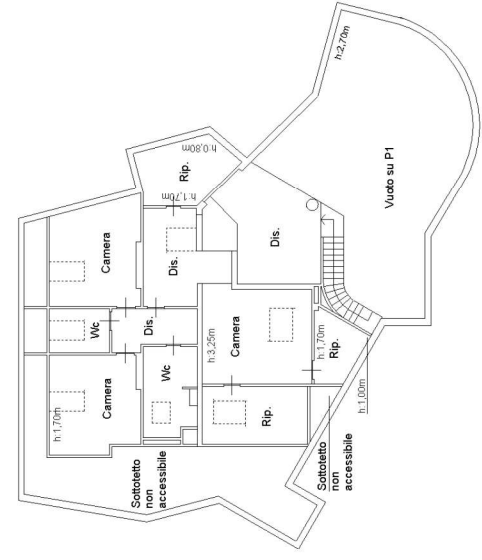 h:2,70m
Vuoto su P1
h:0,80m
Rip.
h:1,70m
Camera
Dis.
Dis.
Wc
Dis.
Camera
h:3,25m
h:1,70m
Rip.
Wc
Camera
h:1,70m
Rip.
h:1,00m
Sottotetto
non
accessibile
Sottotetto
non
accessibile